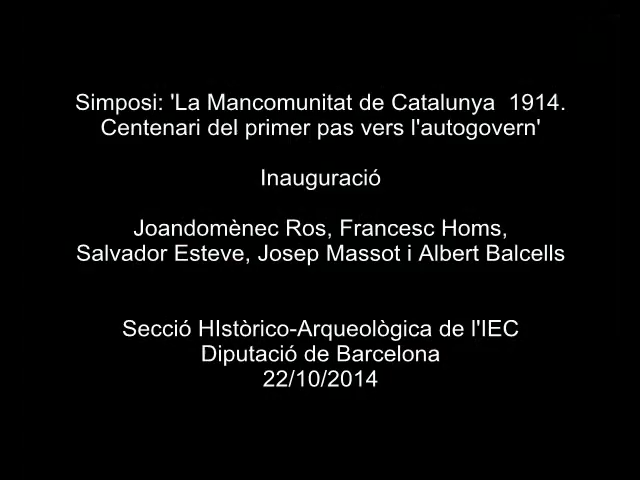 Simposi: 'La Mancomunitat de Catalunya  1914.
Centenari del primer pas vers l'autogovern'
Inauguració
Joandomènec Ros, Francesc Homs,
Salvador Esteve, Josep Massot i Albert Balcells
Secció HIstòrico-Arqueològica de l'IEC
Diputació de Barcelona
22/10/2014